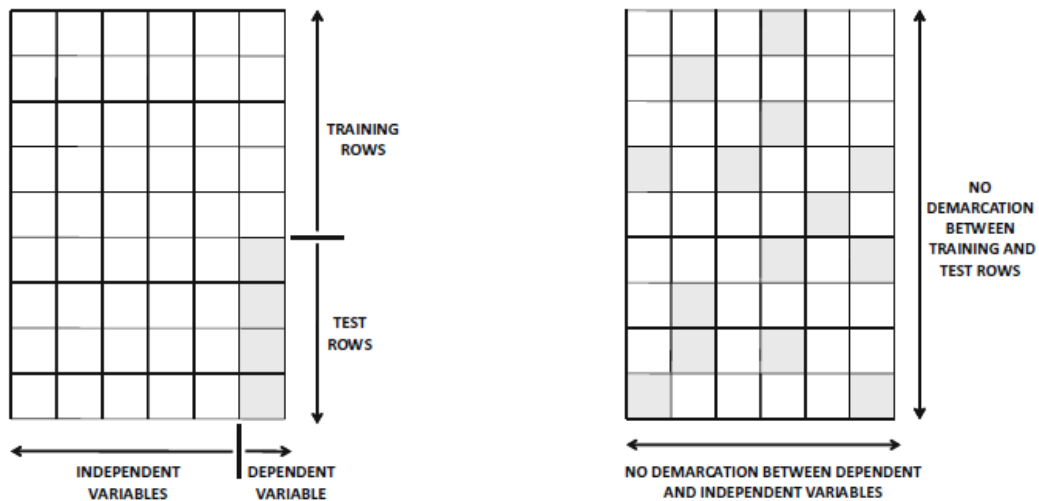 TRAINING
ROWS
TEST
ROWS
INDEPENDENT
VARIABLES
DEPENDENT
VARIABLE
NO
DEMARCATION
BETWEEN
TRAINING AND
TEST ROWS
NO DEMARCATION BETWEEN DEPENDENT
AND INDEPENDENT VARIABLES